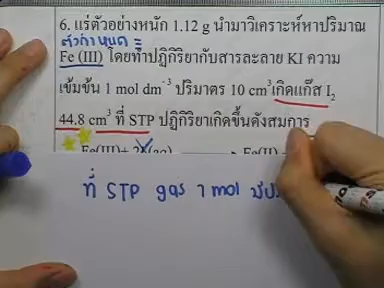 6. แร่ตัวอย่างหนัก 1.12 g นำมาวิเคราะห์หาปริมาณ
ตัวกำหนด =
Fe (III) โดยทำปฏิกิริยากับสารละลาย KI ความ
เข้มข้น 1 mol dm⁻³ ปริมาตร 10 cm³ เกิดแก๊ส I₂
44.8 cm³ ที่ STP ปฏิกิริยาเกิดขึ้นดังสมการ
Fe(III)+
Fe(II)
ที่ STP gas 1 mol